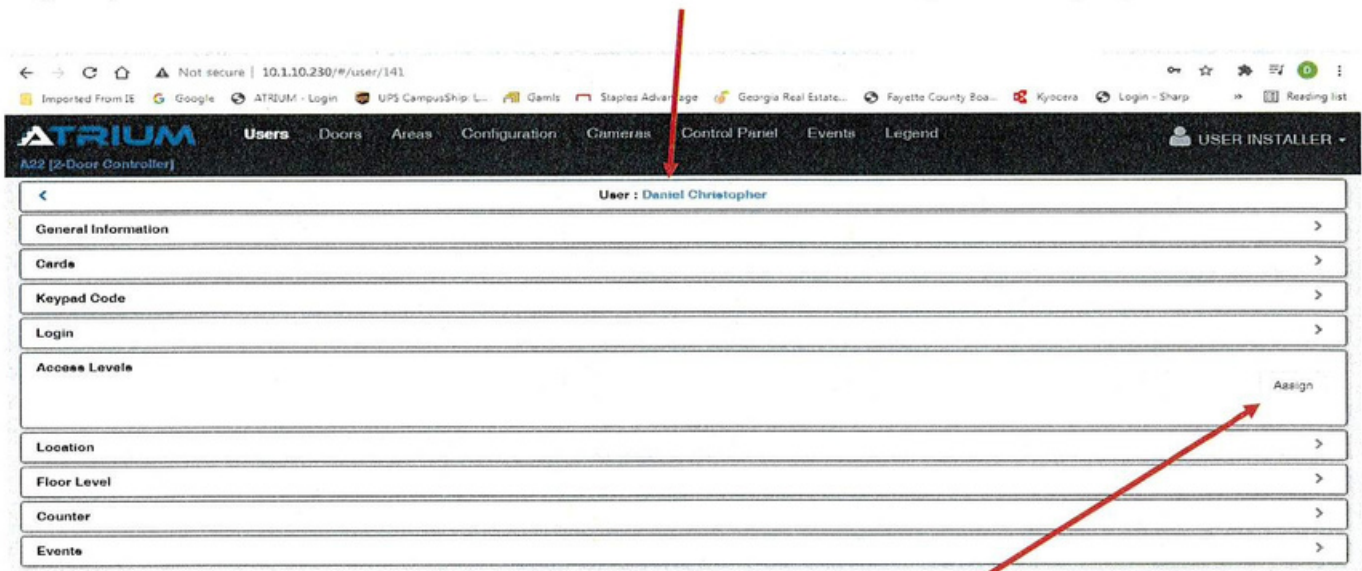 Not secure | 10.1.10.230/#/user/141
Imported From IE Google ATRIUM - Login UPS CampusShip: L... Gamls Staples Advantage Georgia Real Estate... Fayette County Boa... Kyocera Login - Sharp » Reading list
ATRIUM Users Doors Areas Configuration Cameras Control Panel Events Legend USER INSTALLER
A22 [2-Door Controller]
User : Daniel Christopher
General Information
Cards
Keypad Code
Login
Access Levels
Assign
Location
Floor Level
Counter
Events